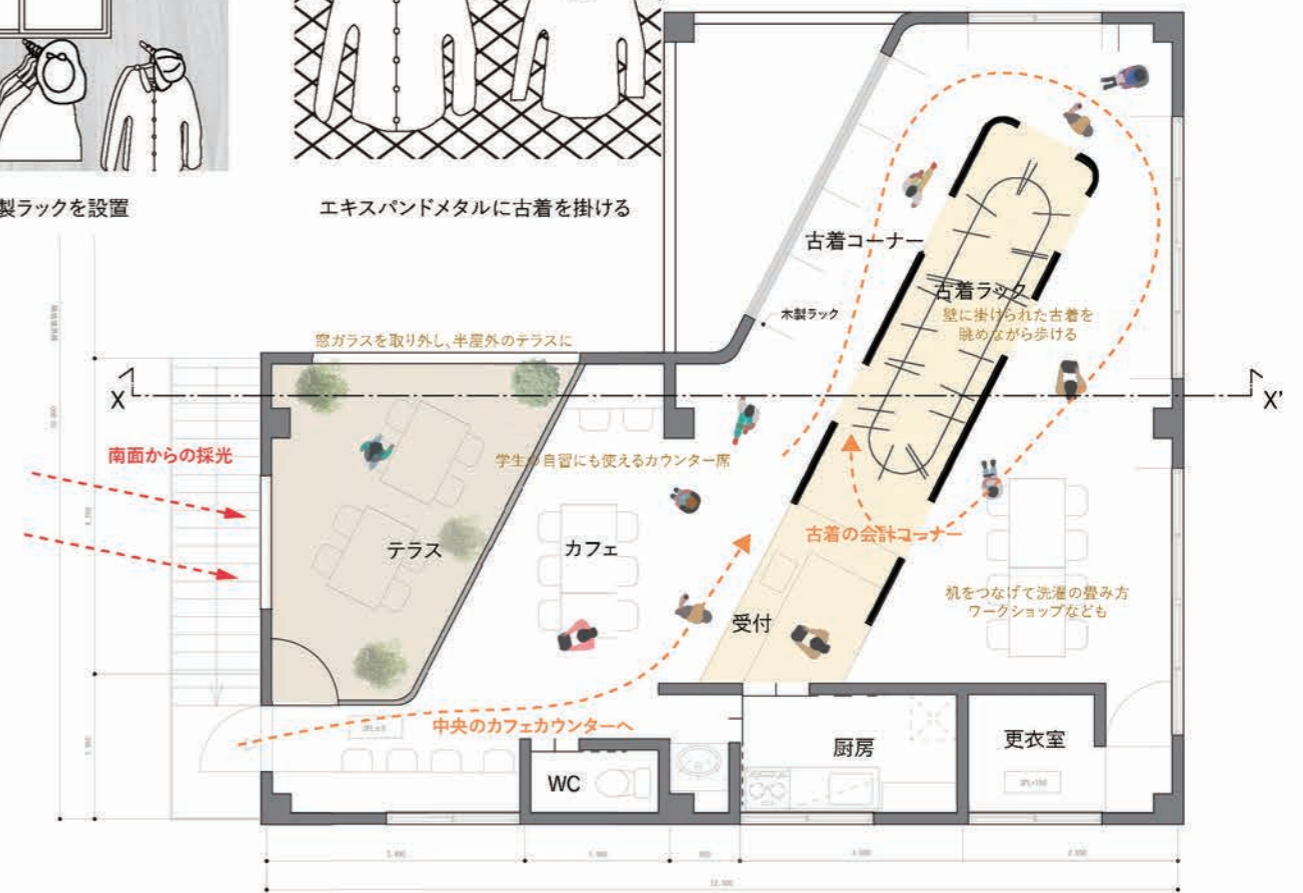 製ラックを設置
エキスパンドメタルに古着を掛ける
古着コーナー
古着ラック
壁に掛けられた古着を
眺めながら歩ける
木製ラック
窓ガラスを取り外し、半屋外のテラスに
X
X'
南面からの採光
学生の自習にも使えるカウンター席
テラス
カフェ
古着の会計コーナー
机をつなげて洗濯の畳み方
ワークショップなども
受付
中央のカフェカウンターへ
WC
厨房
更衣室